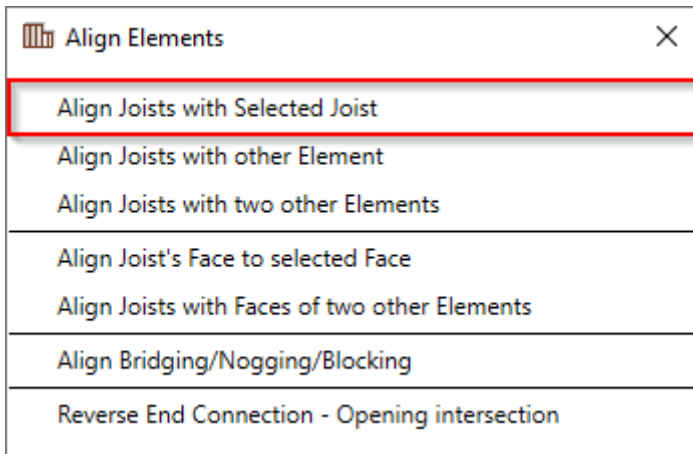 Align Elements
Align Joists with Selected Joist
Align Joists with other Element
Align Joists with two other Elements
Align Joist's Face to selected Face
Align Joists with Faces of two other Elements
Align Bridging/Nogging/Blocking
Reverse End Connection - Opening intersection